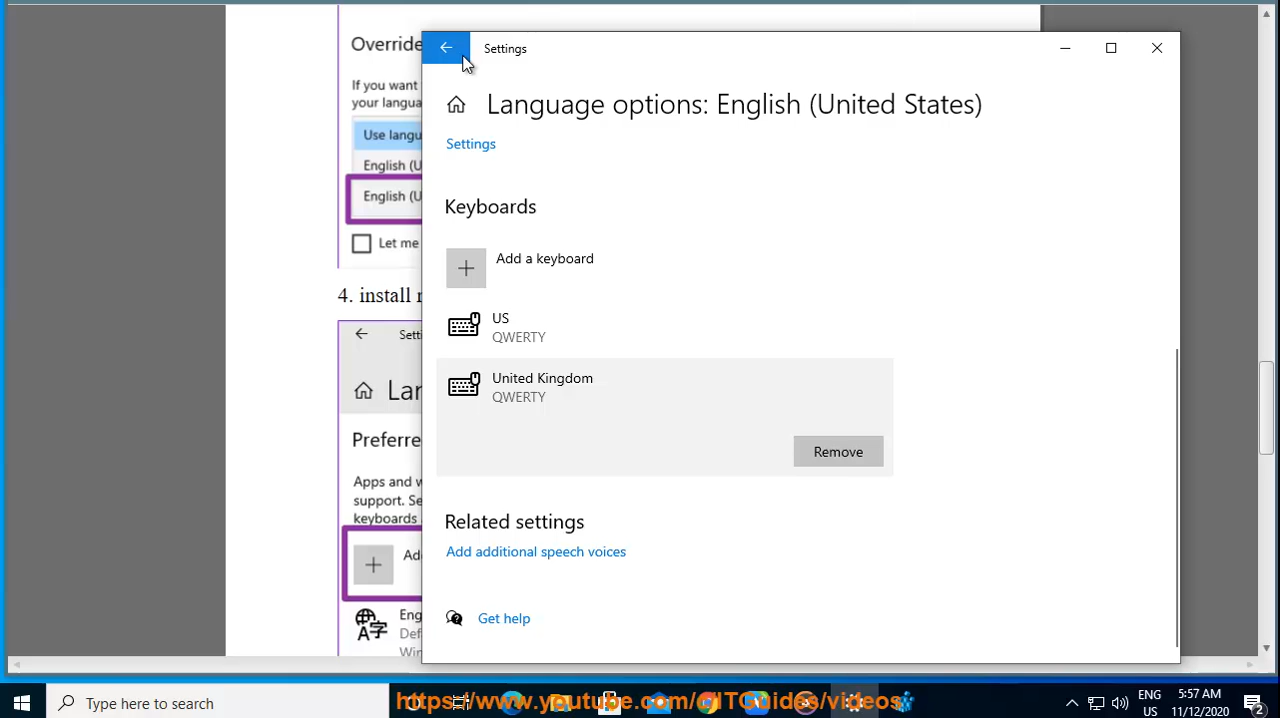 Override
Settings
If you want
your langua
Language options: English (United States)
Use langu
Settings
English (U
English (U
Keyboards
Let me
Add a keyboard
4. install
US
QWERTY
Setti
United Kingdom
QWERTY
Lar
Preferre
Remove
Apps and w
support. Se
keyboards
Related settings
Add additional speech voices
Ad
Eng
Def
Win
Get help
Type here to search
https://www.youtube.com/@ITGuides/videos
ENG
US
5:57 AM
11/12/2020
2